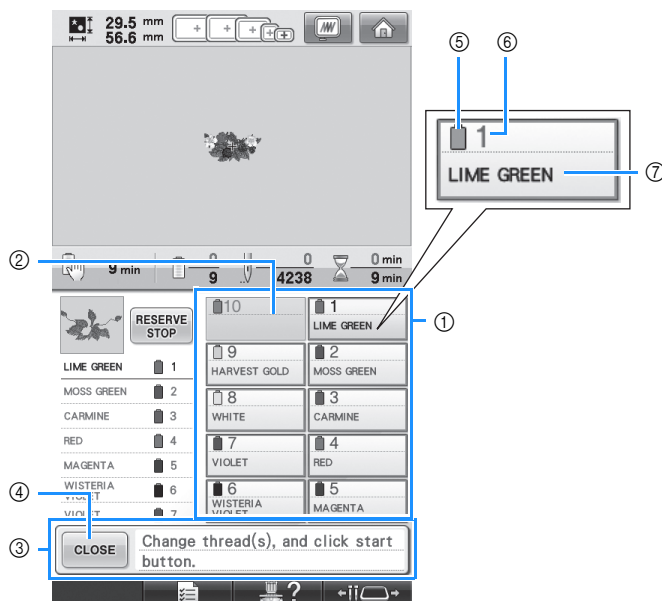 29.5 mm
56.6 mm
⑤ ⑥
1
LIME GREEN ⑦
②
9 min
0 0 0 min
9 4238 9 min
RESERVE
STOP
LIME GREEN 1
MOSS GREEN 2
CARMINE 3
RED 4
MAGENTA 5
WISTERIA
VIOLET 6
VIOLET 7
10
1
LIME GREEN
①
9
HARVEST GOLD
2
MOSS GREEN
8
WHITE
3
CARMINE
7
VIOLET
4
RED
6
WISTERIA
VIOLET
5
MAGENTA
④
③
CLOSE
Change thread(s), and click start
button.
?